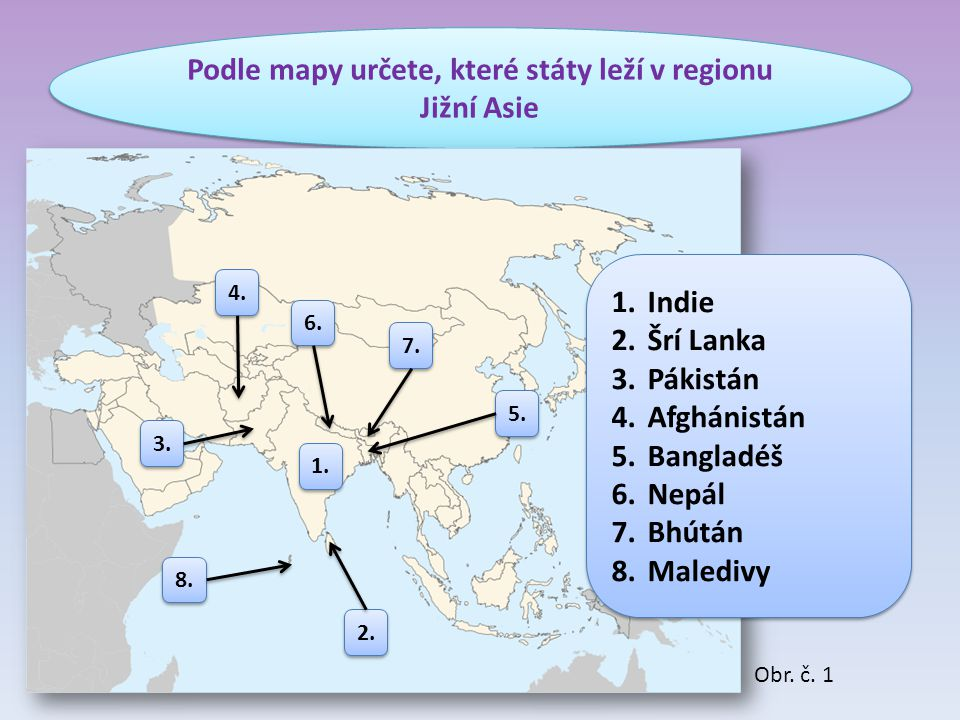 Podle mapy určete, které státy leží v regionu
Jižní Asie
4.
6.
7.
5.
3.
1.
8.
2.
1. Indie
2. Šrí Lanka
3. Pákistán
4. Afghánistán
5. Bangladéš
6. Nepál
7. Bhútán
8. Maledivy
Obr. č. 1